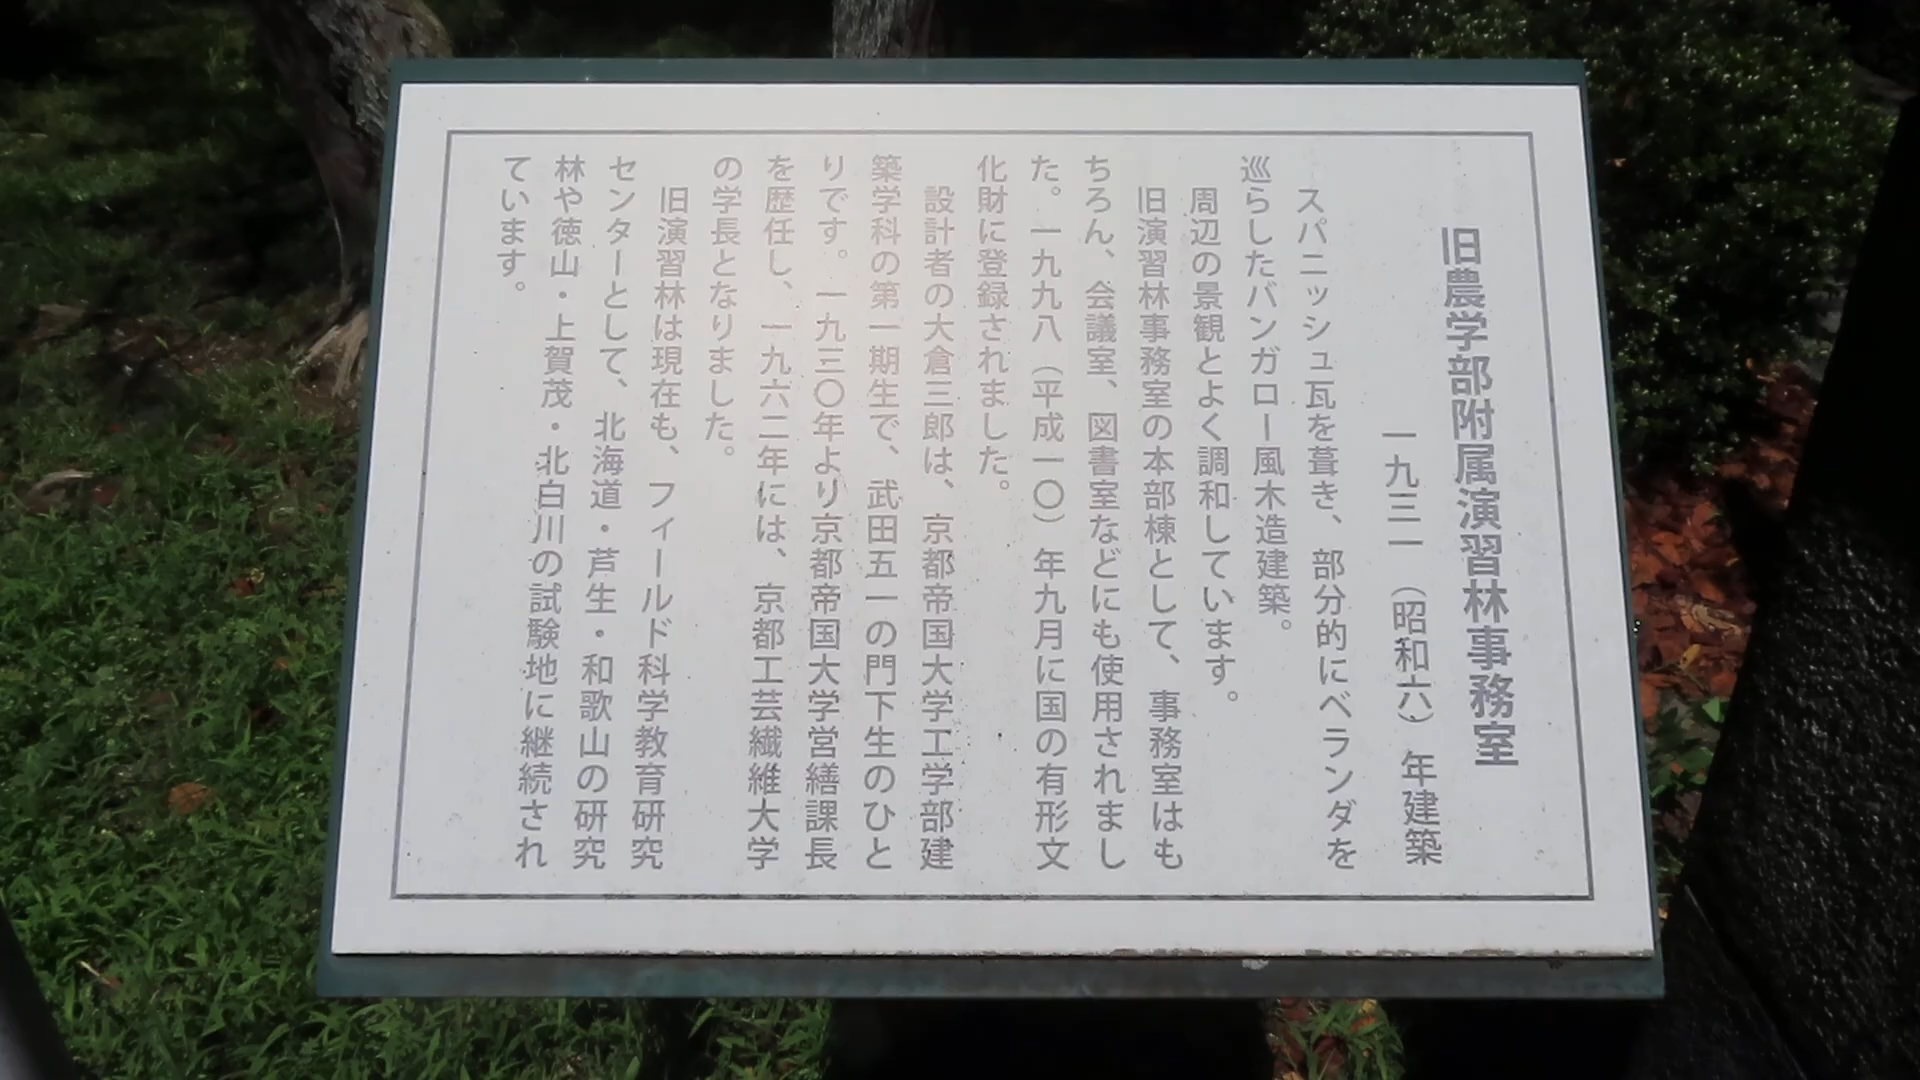 旧農学部附属演習林事務室
一九三一(昭和六)年建築
スパニッシュ瓦を葺き、部分的にベランダを
巡らしたバンガロー風木造建築。
周辺の景観とよく調和しています。
旧演習林事務室の本部棟として、事務室はも
ちろん、会議室、図書室などにも使用されまし
た。一九九八(平成一〇)年九月に国の有形文
化財に登録されました。
設計者の大倉三郎は、京都帝国大学工学部建
築学科の第一期生で、武田五一の門下生のひと
りです。一九三〇年より京都帝国大学営繕課長
を歴任し、一九六二年には、京都工芸繊維大学
の学長となりました。
旧演習林は現在も、フィールド科学教育研究
センターとして、北海道・芦生・和歌山の研究
林や徳山・上賀茂・北白川の試験地に継続され
ています。